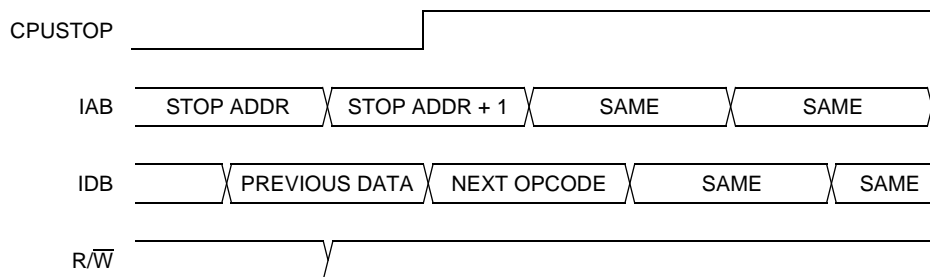 CPUSTOP
IAB STOP ADDR STOP ADDR + 1 SAME SAME
IDB PREVIOUS DATA NEXT OPCODE SAME SAME
R/W̅